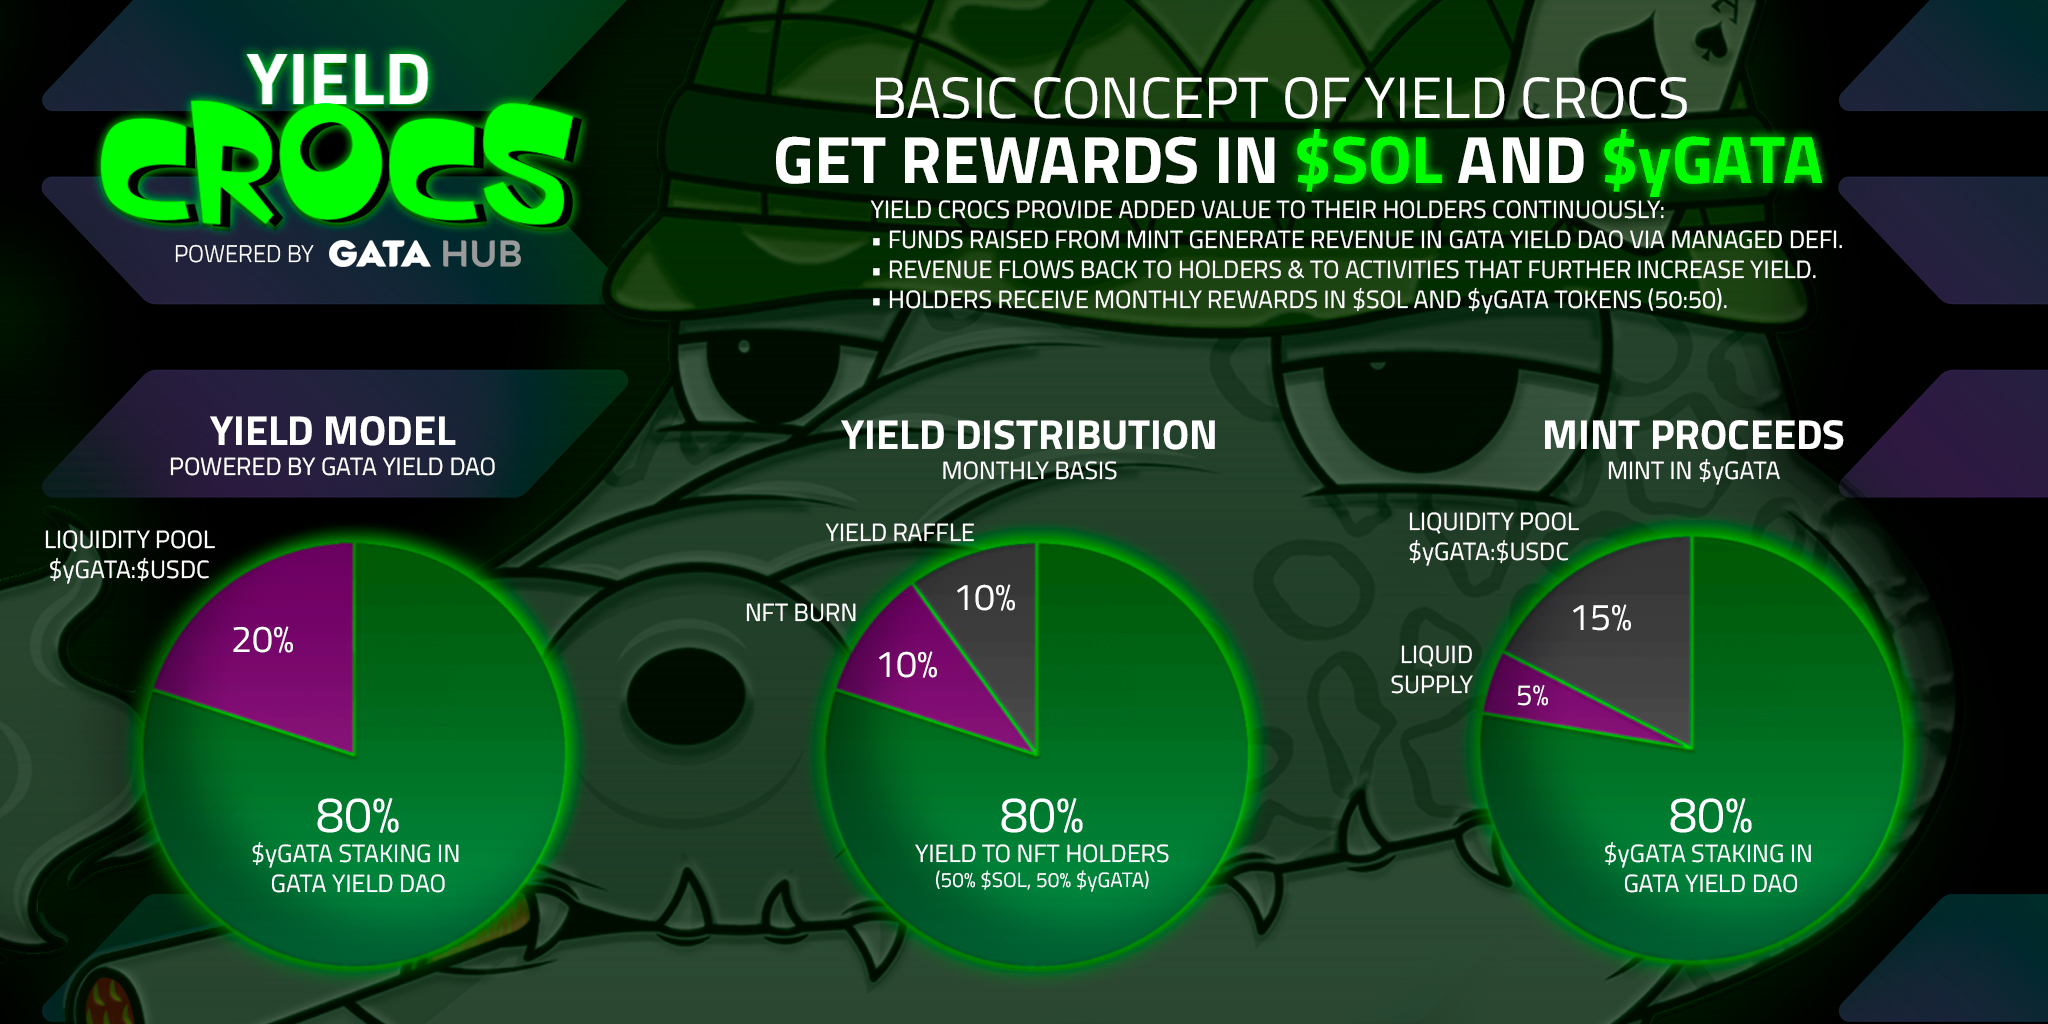 YIELD
CROCS
POWERED BY GATA HUB
BASIC CONCEPT OF YIELD CROCS
GET REWARDS IN $SOL AND $yGATA
YIELD CROCS PROVIDE ADDED VALUE TO THEIR HOLDERS CONTINUOUSLY:
▪ FUNDS RAISED FROM MINT GENERATE REVENUE IN GATA YIELD DAO VIA MANAGED DEFI.
▪ REVENUE FLOWS BACK TO HOLDERS & TO ACTIVITIES THAT FURTHER INCREASE YIELD.
▪ HOLDERS RECEIVE MONTHLY REWARDS IN $SOL AND $yGATA TOKENS (50:50).
YIELD MODEL
POWERED BY GATA YIELD DAO
LIQUIDITY POOL
$yGATA:$USDC
20%
80%
$yGATA STAKING IN
GATA YIELD DAO
YIELD DISTRIBUTION
MONTHLY BASIS
YIELD RAFFLE
10%
NFT BURN
10%
80%
YIELD TO NFT HOLDERS
(50% $SOL, 50% $yGATA)
MINT PROCEEDS
MINT IN $yGATA
LIQUIDITY POOL
$yGATA:$USDC
15%
LIQUID
SUPPLY
5%
80%
$yGATA STAKING IN
GATA YIELD DAO
A